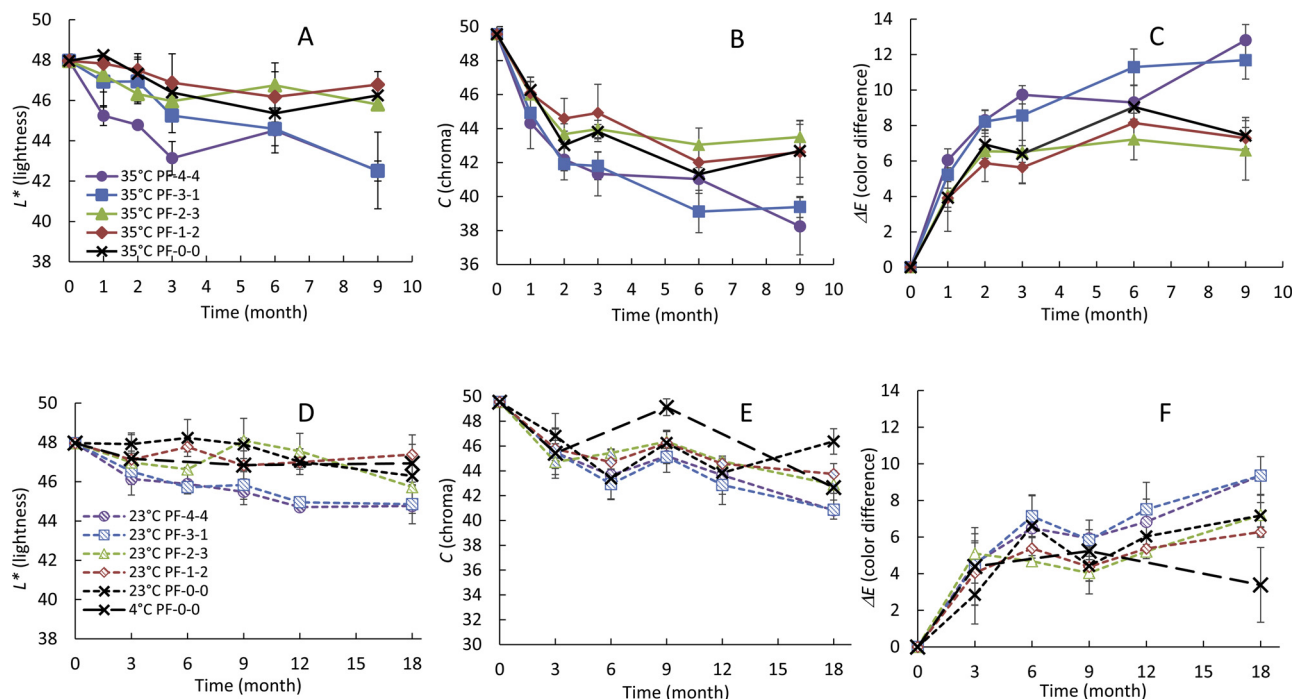 A
50
48
46
44
42
40
38
L* (lightness)
35°C PF-4-4
35°C PF-3-1
35°C PF-2-3
35°C PF-1-2
35°C PF-0-0
0 1 2 3 4 5 6 7 8 9 10
Time (month)
B
50
48
46
44
42
40
38
36
C (chroma)
0 1 2 3 4 5 6 7 8 9 10
Time (month)
C
14
12
10
8
6
4
2
0
ΔE (color difference)
0 1 2 3 4 5 6 7 8 9 10
Time (month)
D
50
48
46
44
42
40
38
L* (lightness)
23°C PF-4-4
23°C PF-3-1
23°C PF-2-3
23°C PF-1-2
23°C PF-0-0
4°C PF-0-0
0 3 6 9 12 15 18
Time (month)
E
50
48
46
44
42
40
38
36
34
32
30
C (chroma)
0 3 6 9 12 15 18
Time (month)
F
14
12
10
8
6
4
2
0
ΔE (color difference)
0 3 6 9 12 15 18
Time (month)